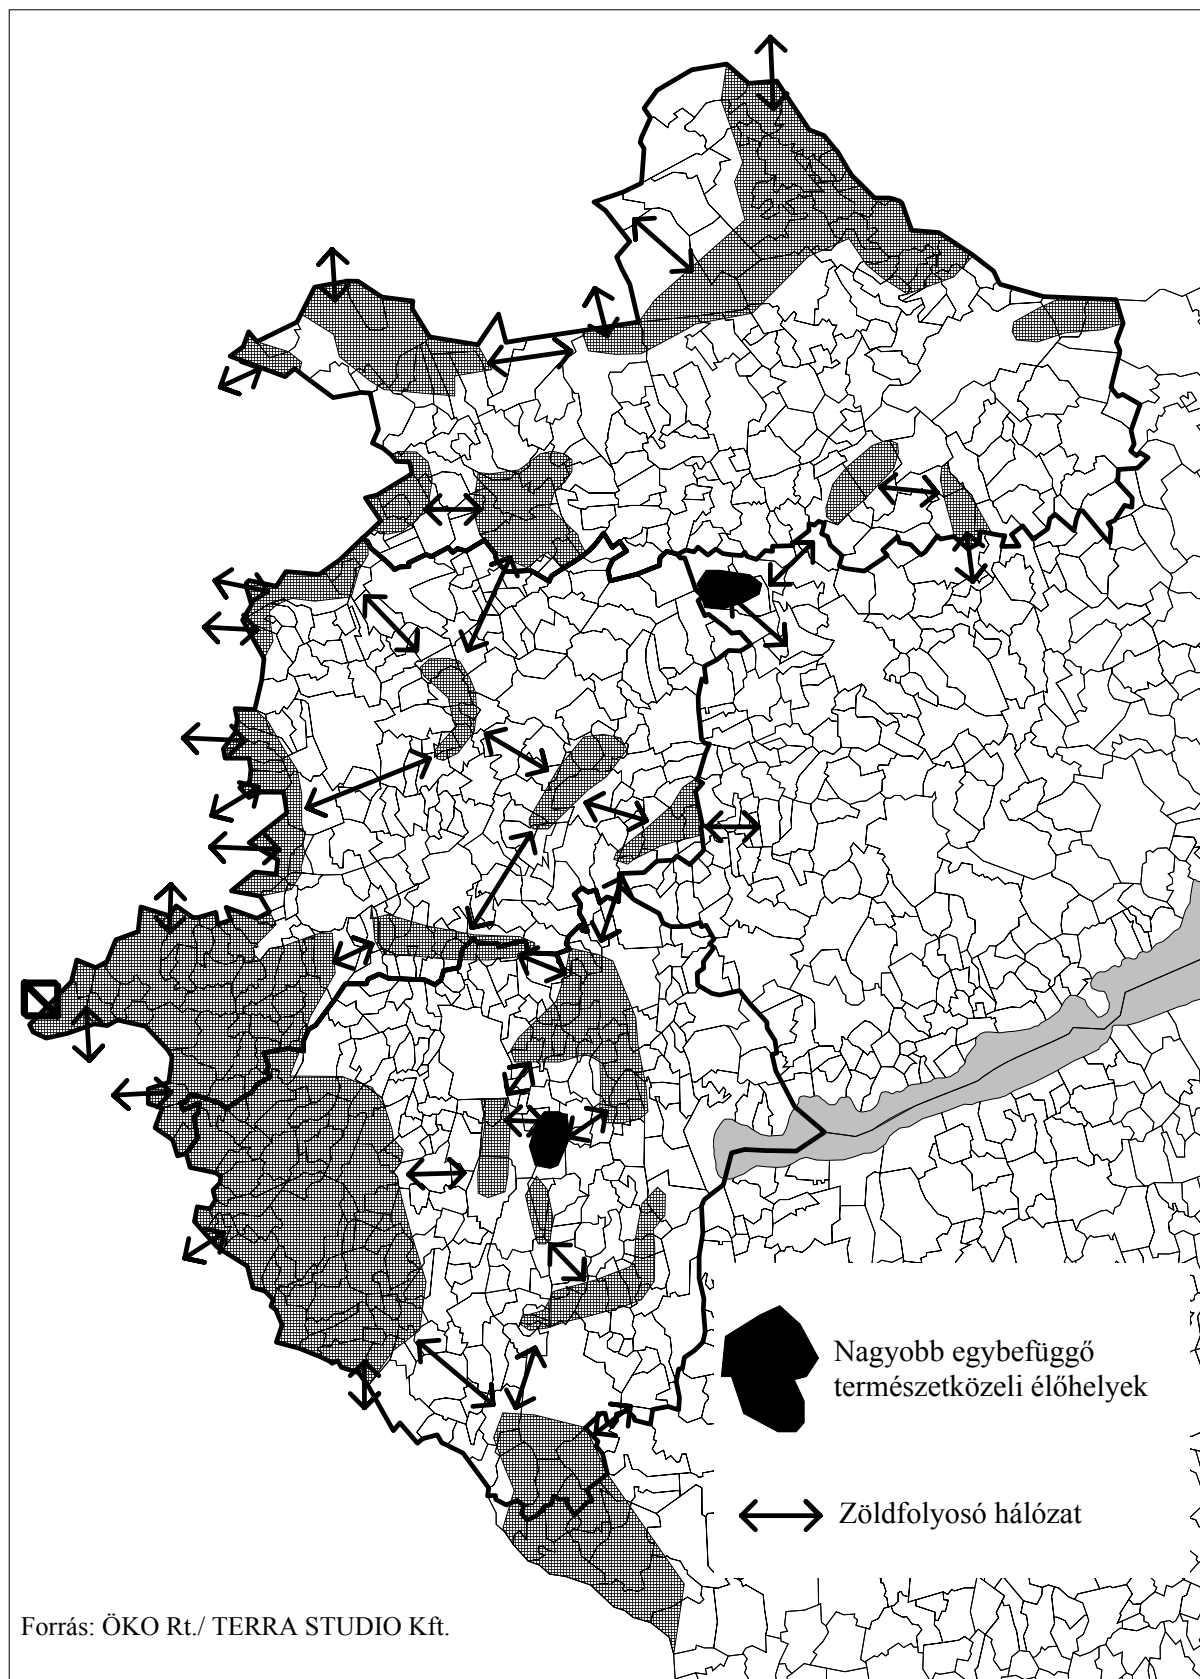 Nagyobb egybefüggő
természetközeli élőhelyek
Zöldfolyosó hálózat
Forrás: ÖKO Rt./ TERRA STUDIO Kft.